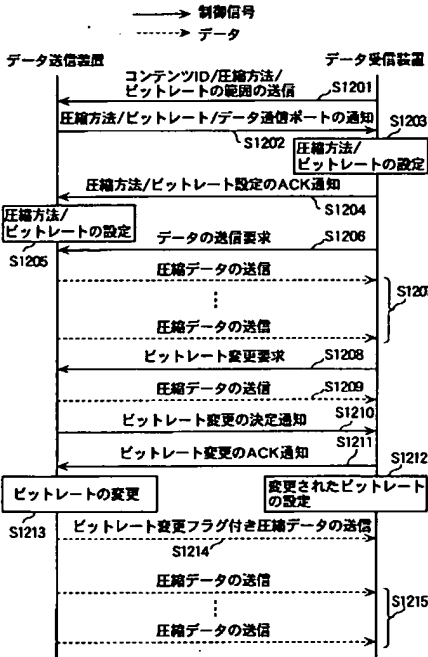 制御信号
データ
データ送信装置
データ受信装置
コンテンツID/圧縮方法/
ビットレートの範囲の送信
S1201
圧縮方法/ビットレート/データ通信ポートの通知
S1202
S1203
圧縮方法/
ビットレートの設定
圧縮方法/ビットレート設定のACK通知
S1204
圧縮方法/
ビットレートの設定
S1205
データの送信要求
S1206
圧縮データの送信
⋮
圧縮データの送信
S1207
ビットレート変更要求
S1208
圧縮データの送信
S1209
ビットレート変更の決定通知
S1210
ビットレート変更のACK通知
S1211
S1212
ビットレートの変更
S1213
変更されたビットレート
の設定
ビットレート変更フラグ付き圧縮データの送信
S1214
圧縮データの送信
⋮
圧縮データの送信
S1215